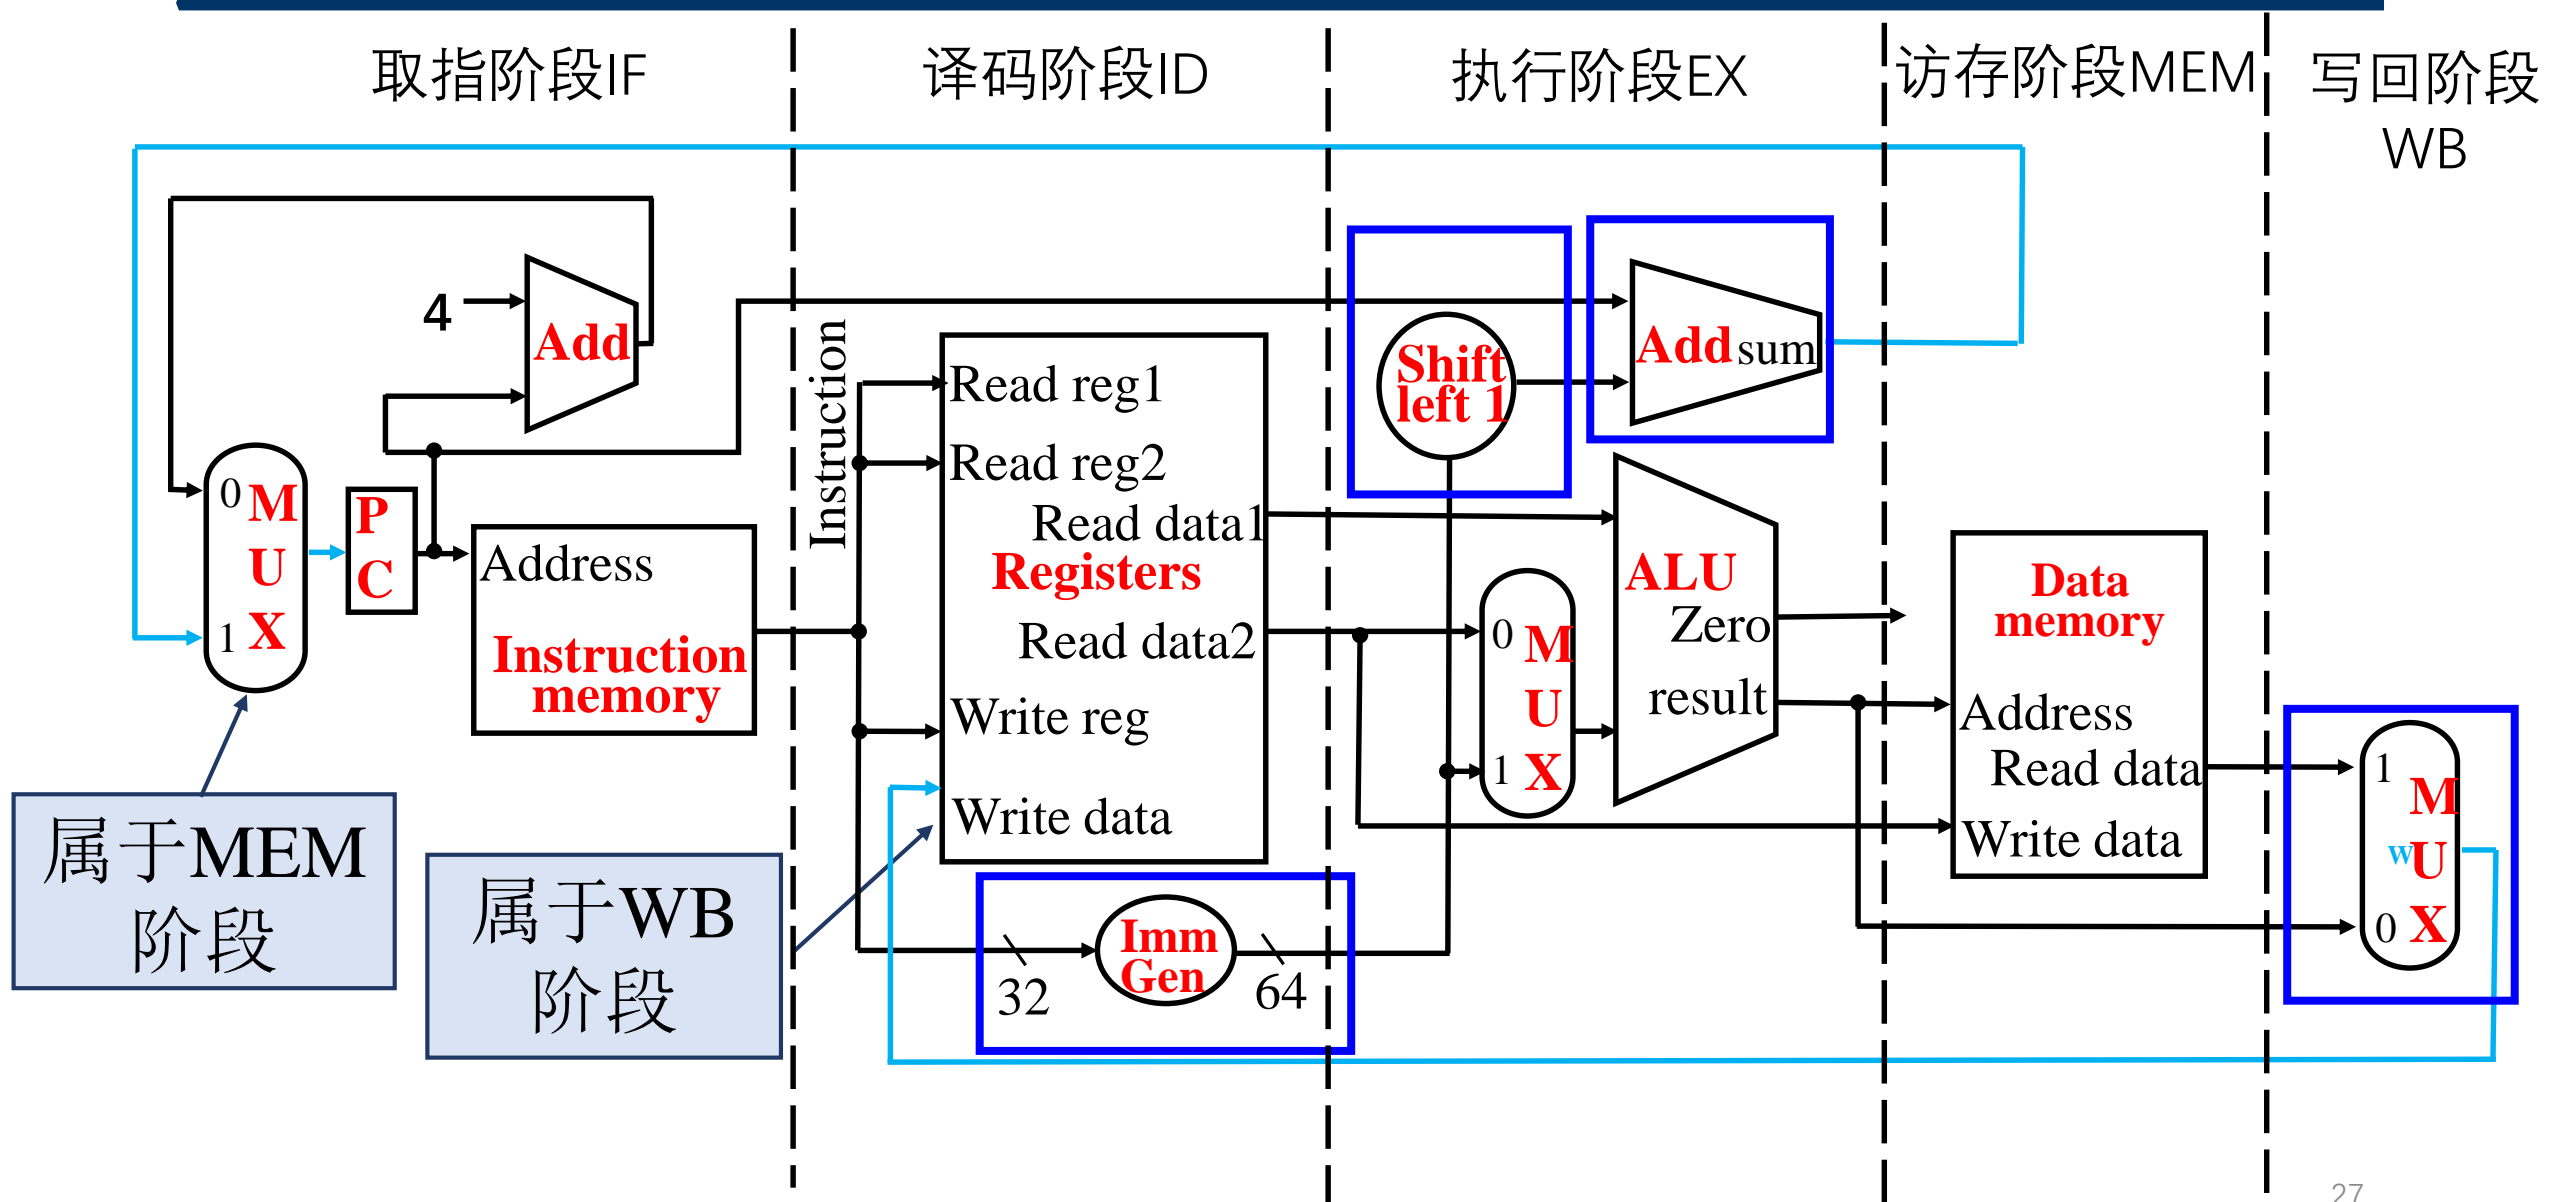 取指阶段IF
译码阶段ID
执行阶段EX
访存阶段MEM
写回阶段
WB
4
Add
0
M
U
X
1
P
C
Address
Instruction
memory
属于MEM
阶段
属于WB
阶段
Instruction
Read reg1
Read reg2
Read data1
Registers
Read data2
Write reg
Write data
32
Imm
Gen
64
Shift
left 1
Add sum
0
M
U
X
1
ALU
Zero
result
Data
memory
Address
Read data
Write data
1
M
w
U
0
X
27